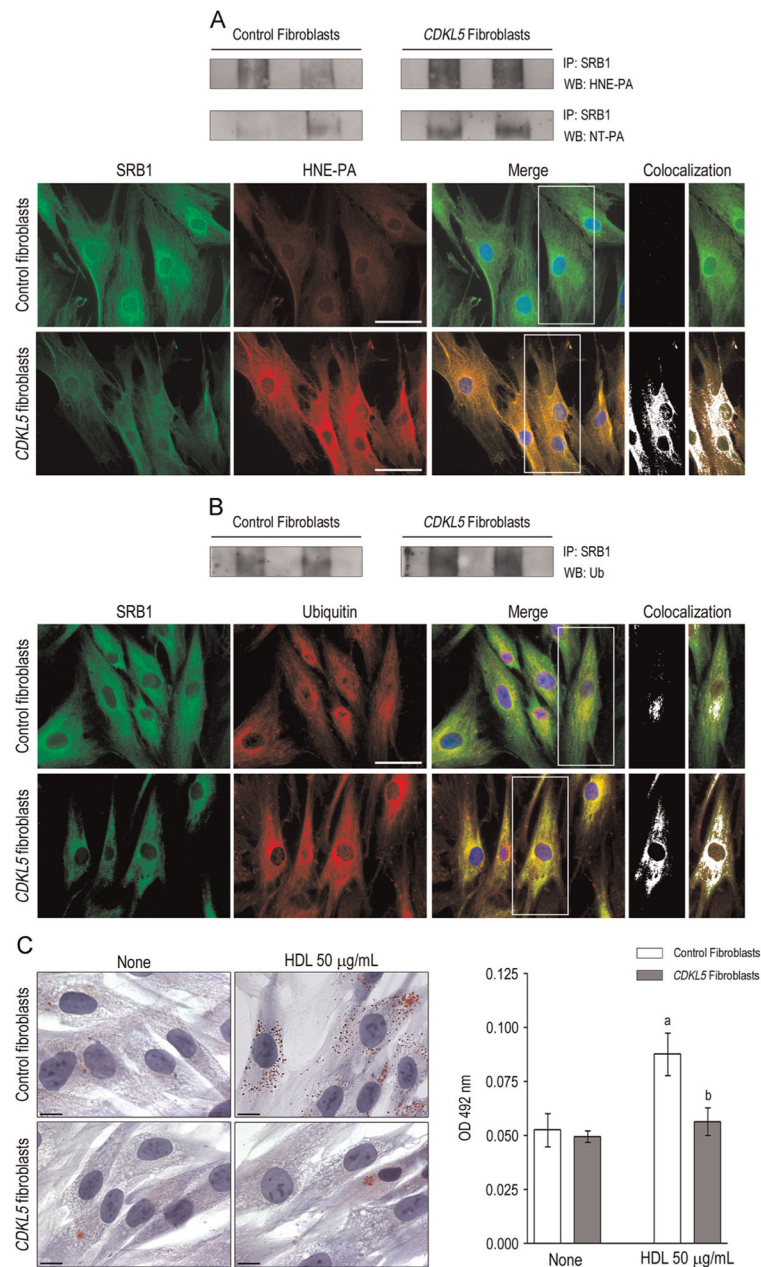 A
Control Fibroblasts
CDKL5 Fibroblasts
IP: SRB1
WB: HNE-PA
IP: SRB1
WB: NT-PA
SRB1
HNE-PA
Merge
Colocalization
Control fibroblasts
CDKL5 fibroblasts
B
Control Fibroblasts
CDKL5 Fibroblasts
IP: SRB1
WB: Ub
SRB1
Ubiquitin
Merge
Colocalization
Control fibroblasts
CDKL5 fibroblasts
C
None
HDL 50 μg/mL
Control fibroblasts
CDKL5 fibroblasts
Control Fibroblasts
CDKL5 Fibroblasts
OD 492 nm
0.125
0.100
0.075
0.050
0.025
0.000
a
b
None
HDL 50 μg/mL